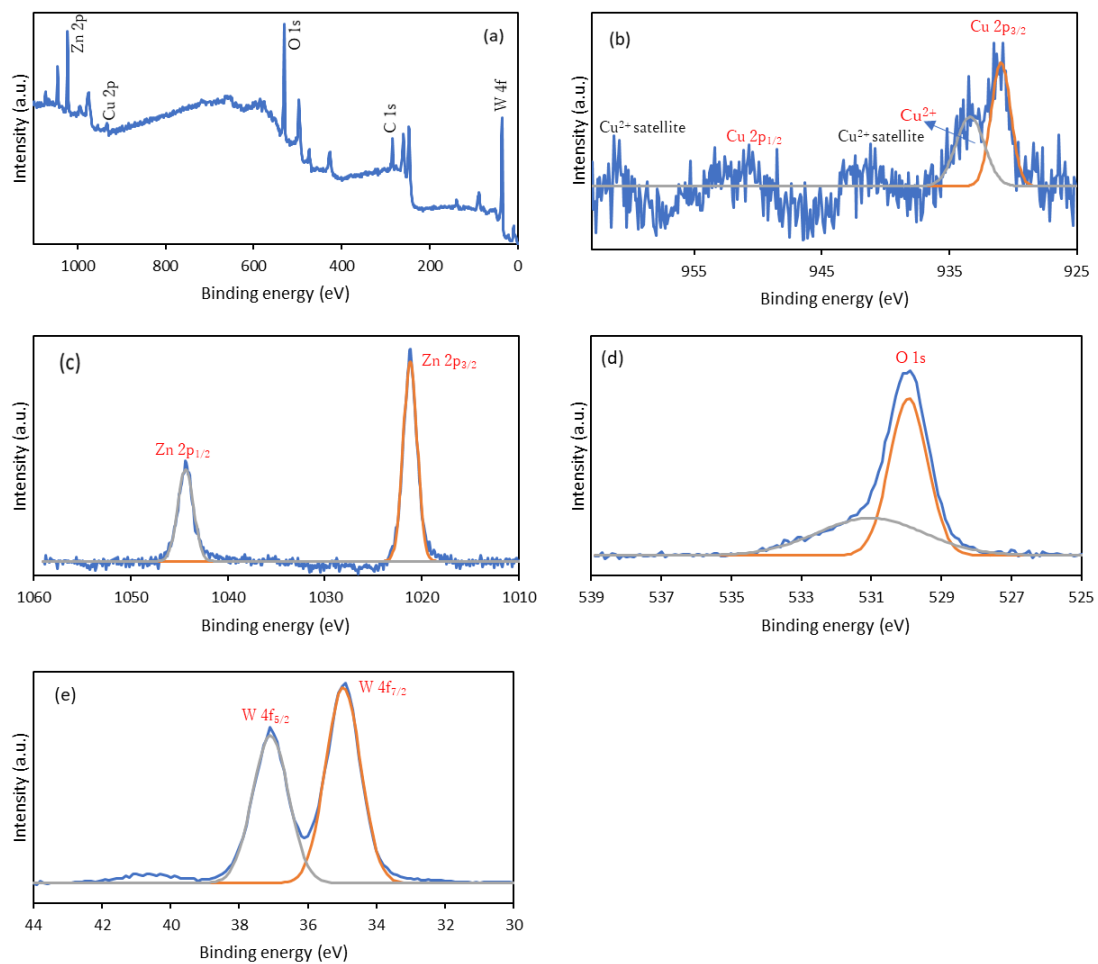 (a)
Zn 2p
Cu 2p
O 1s
C 1s
W 4f
Intensity (a.u.)
1000 800 600 400 200 0
Binding energy (eV)
(b)
Cu 2p3/2
Cu2+
Cu2+ satellite
Cu 2p1/2
Cu2+ satellite
Intensity (a.u.)
955 945 935 925
Binding energy (eV)
(c)
Zn 2p3/2
Zn 2p1/2
Intensity (a.u.)
1060 1050 1040 1030 1020 1010
Binding energy (eV)
(d)
O 1s
Intensity (a.u.)
539 537 535 533 531 529 527 525
Binding energy (eV)
(e)
W 4f7/2
W 4f5/2
Intensity (a.u.)
44 42 40 38 36 34 32 30
Binding energy (eV)